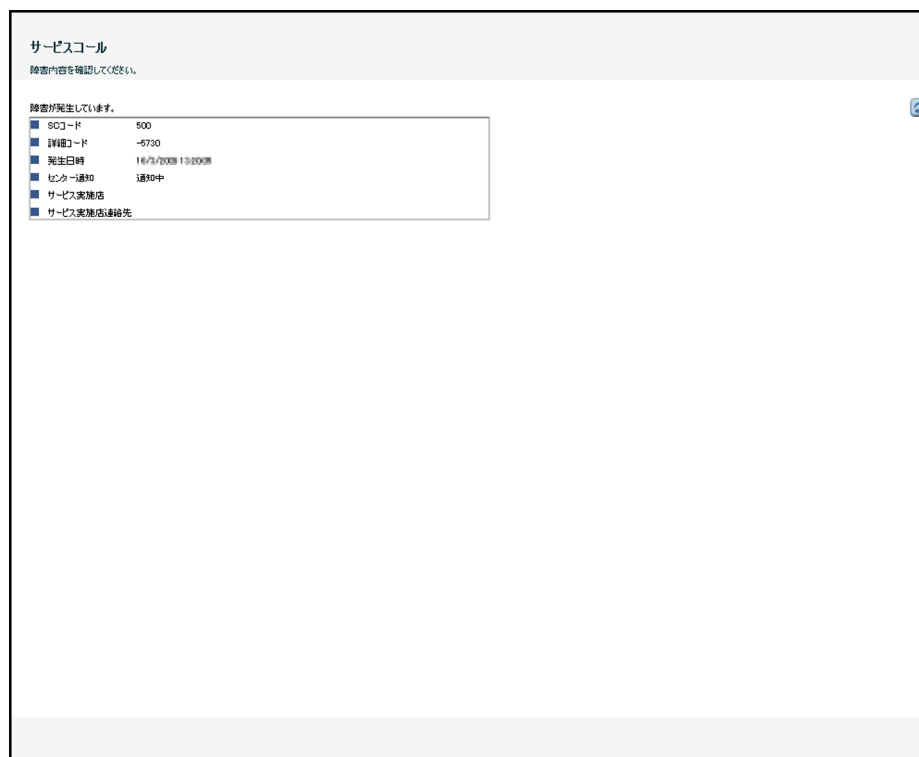 サービスコール
障害内容を確認してください。
障害が発生しています。
SCコード 500
詳細コード -5730
発生日時
センター通知 通知中
サービス実施店
サービス実施店連絡先